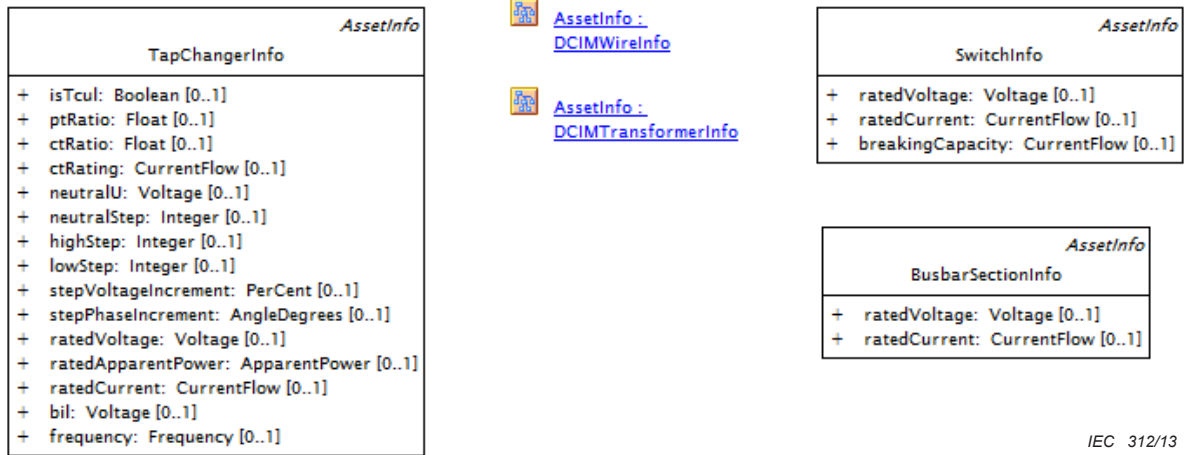 AssetInfo
TapChangerInfo
+ isTcul: Boolean [0..1]
+ ptRatio: Float [0..1]
+ ctRatio: Float [0..1]
+ ctRating: CurrentFlow [0..1]
+ neutralU: Voltage [0..1]
+ neutralStep: Integer [0..1]
+ highStep: Integer [0..1]
+ lowStep: Integer [0..1]
+ stepVoltageIncrement: PerCent [0..1]
+ stepPhaseIncrement: AngleDegrees [0..1]
+ ratedVoltage: Voltage [0..1]
+ ratedApparentPower: ApparentPower [0..1]
+ ratedCurrent: CurrentFlow [0..1]
+ bil: Voltage [0..1]
+ frequency: Frequency [0..1]
AssetInfo :
DCIMWireInfo
AssetInfo :
DCIMTransformerInfo
AssetInfo
SwitchInfo
+ ratedVoltage: Voltage [0..1]
+ ratedCurrent: CurrentFlow [0..1]
+ breakingCapacity: CurrentFlow [0..1]
AssetInfo
BusbarSectionInfo
+ ratedVoltage: Voltage [0..1]
+ ratedCurrent: CurrentFlow [0..1]
IEC 312/13